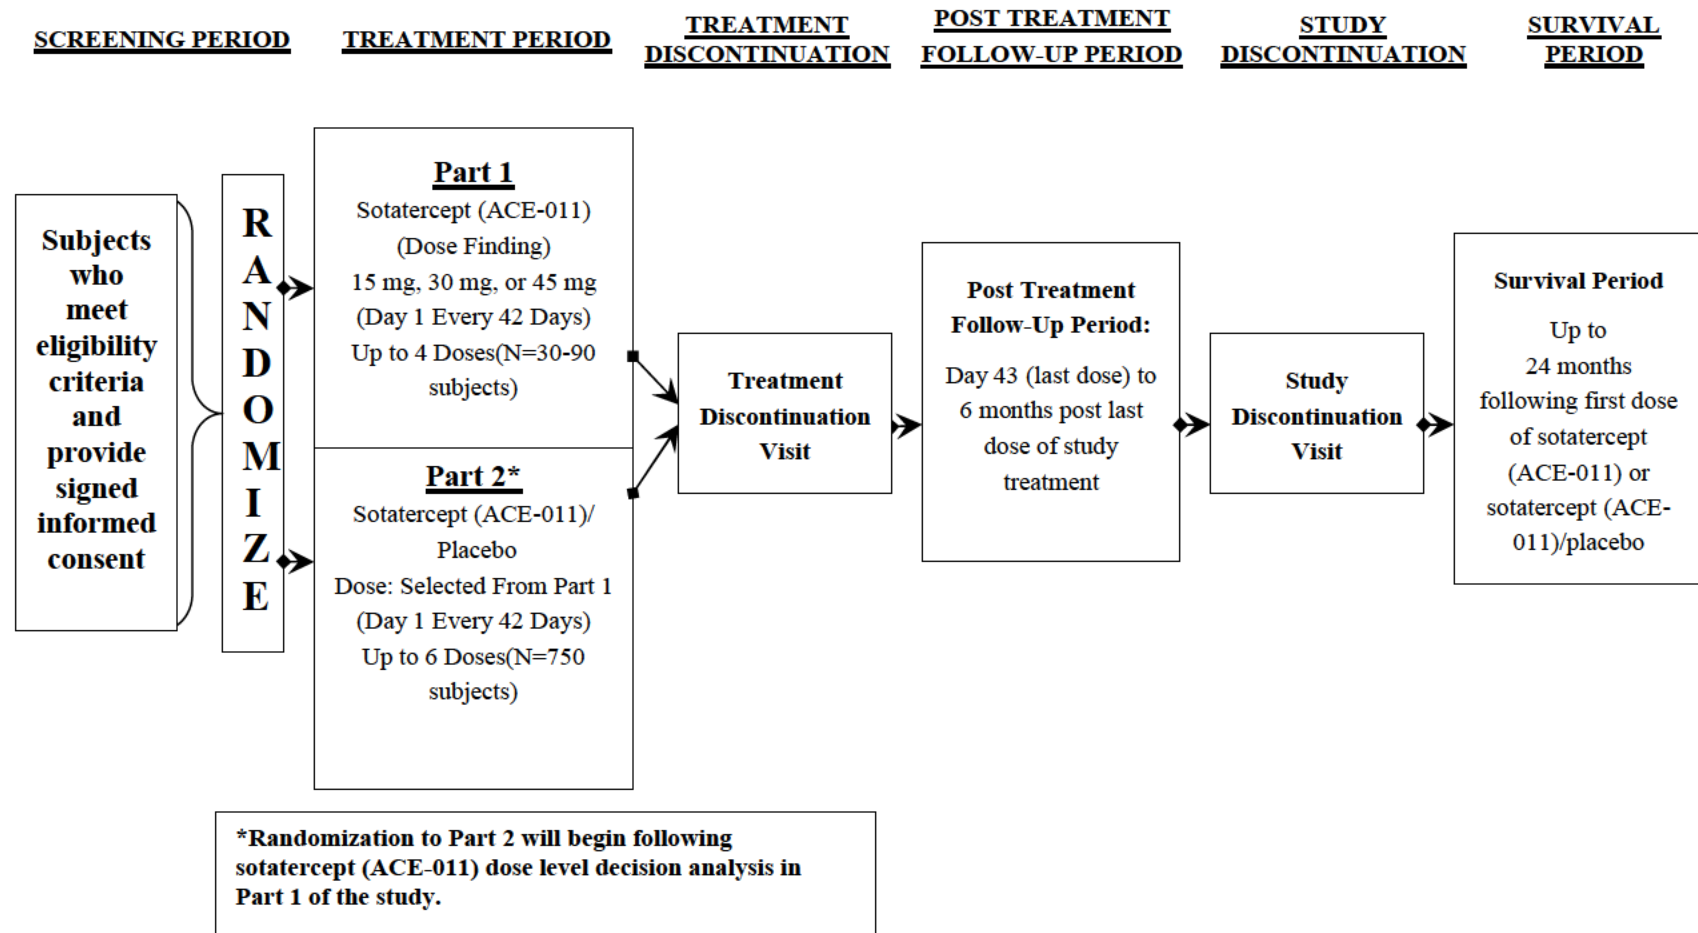 SCREENING PERIOD
TREATMENT PERIOD
TREATMENT
DISCONTINUATION
POST TREATMENT
FOLLOW-UP PERIOD
STUDY
DISCONTINUATION
SURVIVAL
PERIOD
Subjects
who
meet
eligibility
criteria
and
provide
signed
informed
consent
R
A
N
D
O
M
I
Z
E
Part 1
Sotatercept (ACE-011)
(Dose Finding)
15 mg, 30 mg, or 45 mg
(Day 1 Every 42 Days)
Up to 4 Doses(N=30-90
subjects)
Part 2*
Sotatercept (ACE-011)/
Placebo
Dose: Selected From Part 1
(Day 1 Every 42 Days)
Up to 6 Doses(N=750
subjects)
Treatment
Discontinuation
Visit
Post Treatment
Follow-Up Period:
Day 43 (last dose) to
6 months post last
dose of study
treatment
Study
Discontinuation
Visit
Survival Period
Up to
24 months
following first dose
of sotatercept
(ACE-011) or
sotatercept (ACE-
011)/placebo
*Randomization to Part 2 will begin following
sotatercept (ACE-011) dose level decision analysis in
Part 1 of the study.